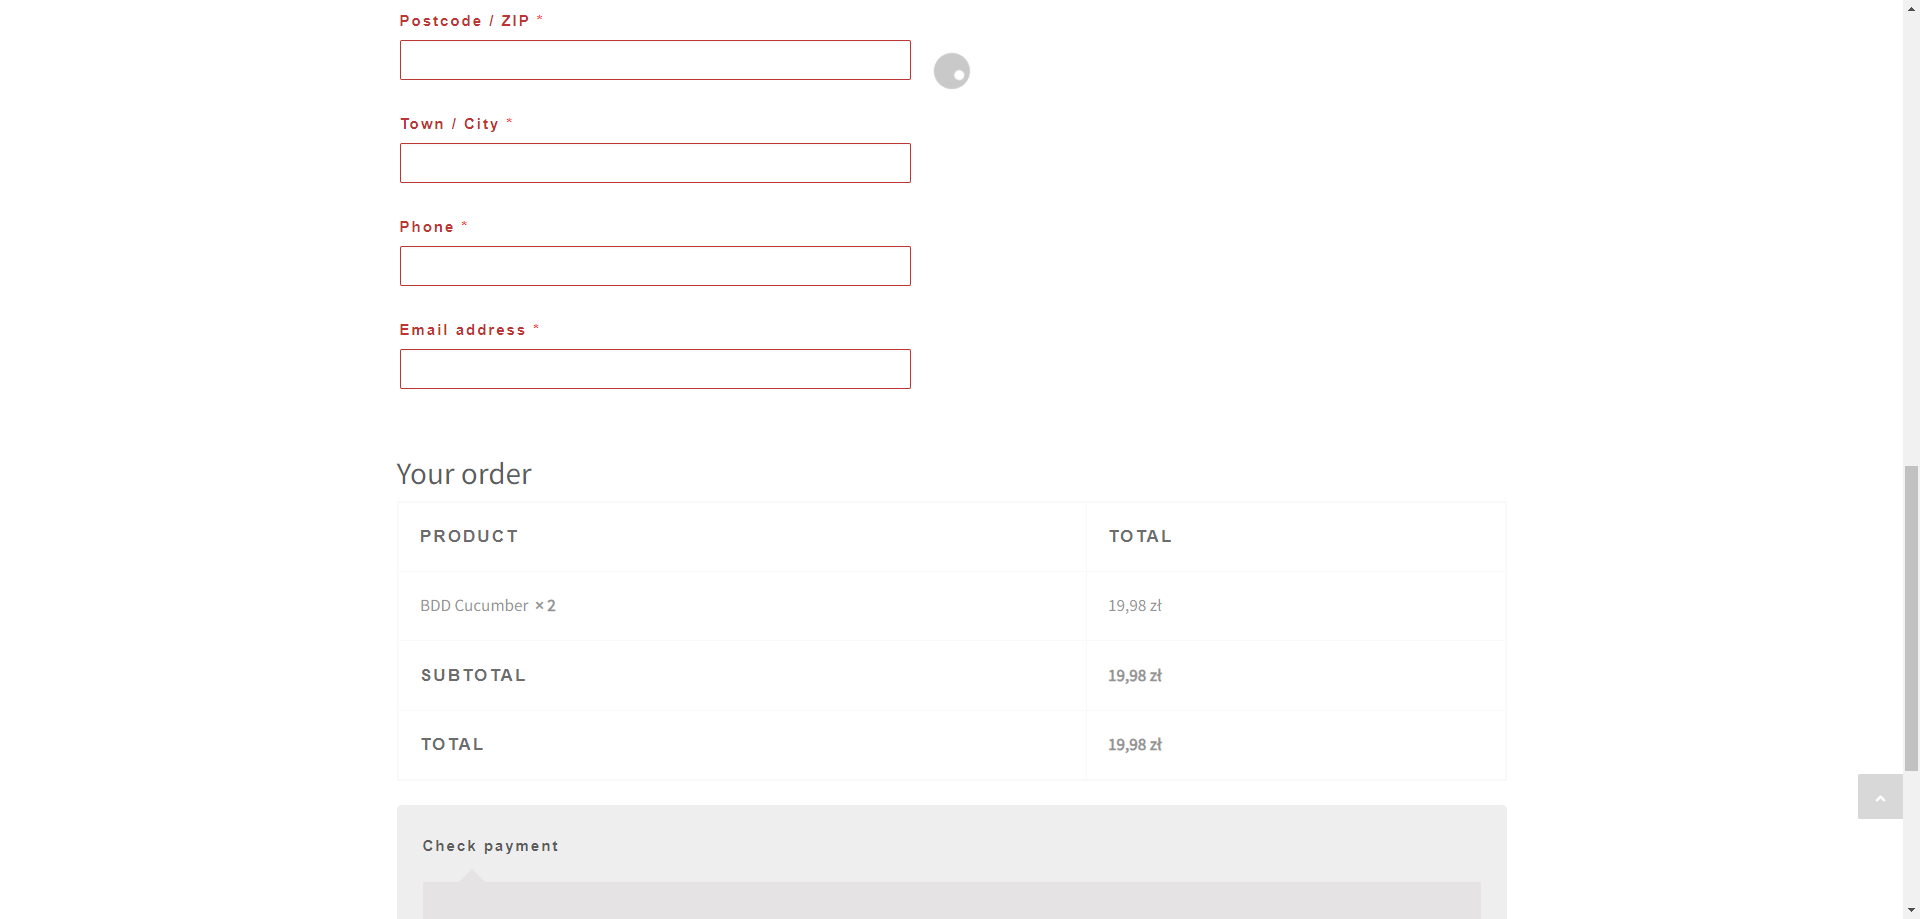 Postcode / ZIP *
Town / City *
Phone *
Email address *
Your order
PRODUCT TOTAL
BDD Cucumber × 2 19,98 zł
SUBTOTAL 19,98 zł
TOTAL 19,98 zł
Check payment